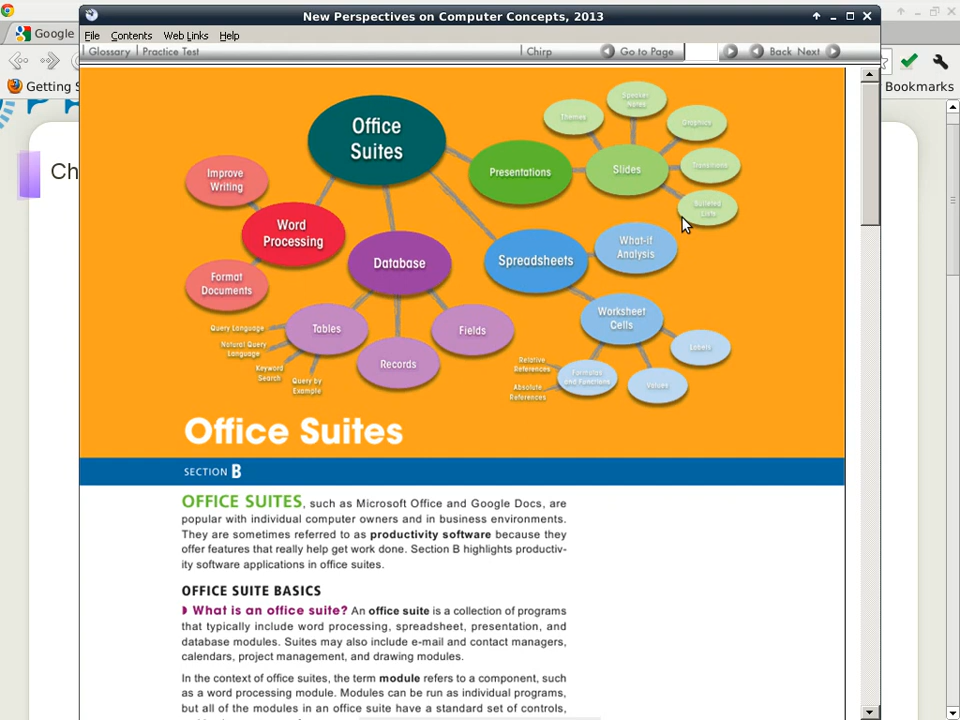 New Perspectives on Computer Concepts, 2013
Google
File Contents Web Links Help
Glossary Practice Test Chirp Go to Page Back Next
Getting S
Bookmarks
Ch
Office
Suites
Presentations
Slides
Themes
Speaker
Notes
Graphics
Transitions
Bulleted
Lists
Improve
Writing
Word
Processing
Format
Documents
Database
Tables
Records
Fields
Query Language
Natural Query
Language
Keyword
Search
Query by
Example
Spreadsheets
What-if
Analysis
Worksheet
Cells
Labels
Values
Formulas
and Functions
Relative
References
Absolute
References
Office Suites
SECTION B
OFFICE SUITES, such as Microsoft Office and Google Docs, are
popular with individual computer owners and in business environments.
They are sometimes referred to as productivity software because they
offer features that really help get work done. Section B highlights productiv-
ity software applications in office suites.
OFFICE SUITE BASICS
What is an office suite? An office suite is a collection of programs
that typically include word processing, spreadsheet, presentation, and
database modules. Suites may also include e-mail and contact managers,
calendars, project management, and drawing modules.
In the context of office suites, the term module refers to a component, such
as a word processing module. Modules can be run as individual programs,
but all of the modules in an office suite have a standard set of controls,